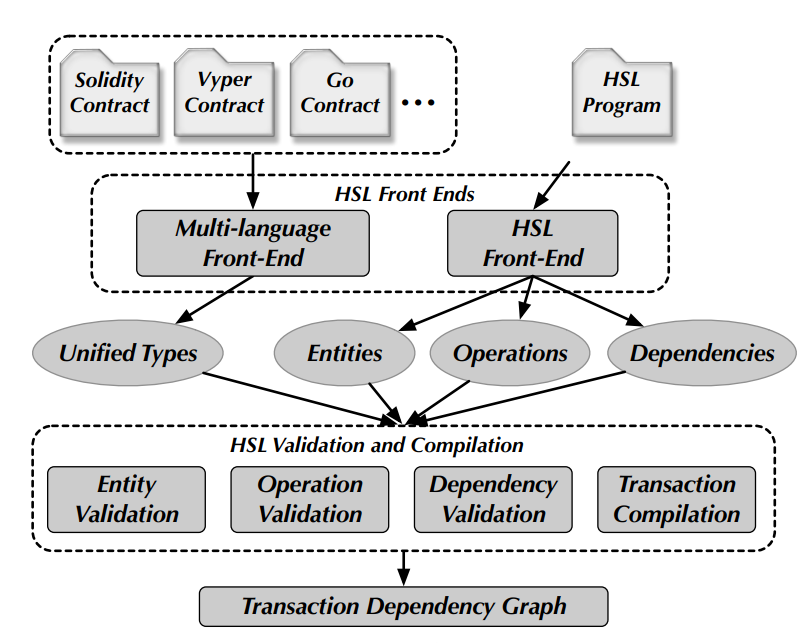 Solidity
Contract
Vyper
Contract
Go
Contract
...
HSL
Program
HSL Front Ends
Multi-language
Front-End
HSL
Front-End
Unified Types
Entities
Operations
Dependencies
HSL Validation and Compilation
Entity
Validation
Operation
Validation
Dependency
Validation
Transaction
Compilation
Transaction Dependency Graph